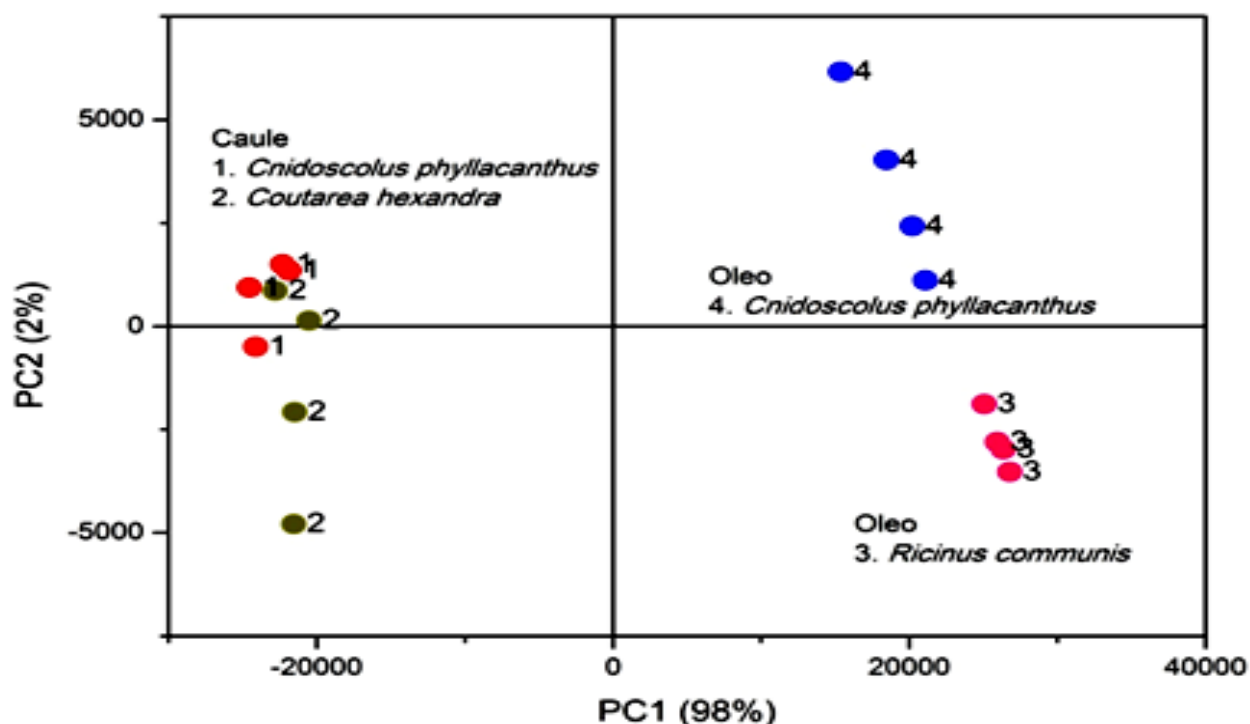 5000
0
-5000
PC2 (2%)
Caule
1. Cnidoscolus phyllacanthus
2. Coutarea hexandra
4
4
4
4
Oleo
4. Cnidoscolus phyllacanthus
1
1
1
1
2
2
2
2
3
3
3
3
Oleo
3. Ricinus communis
-20000
0
20000
40000
PC1 (98%)